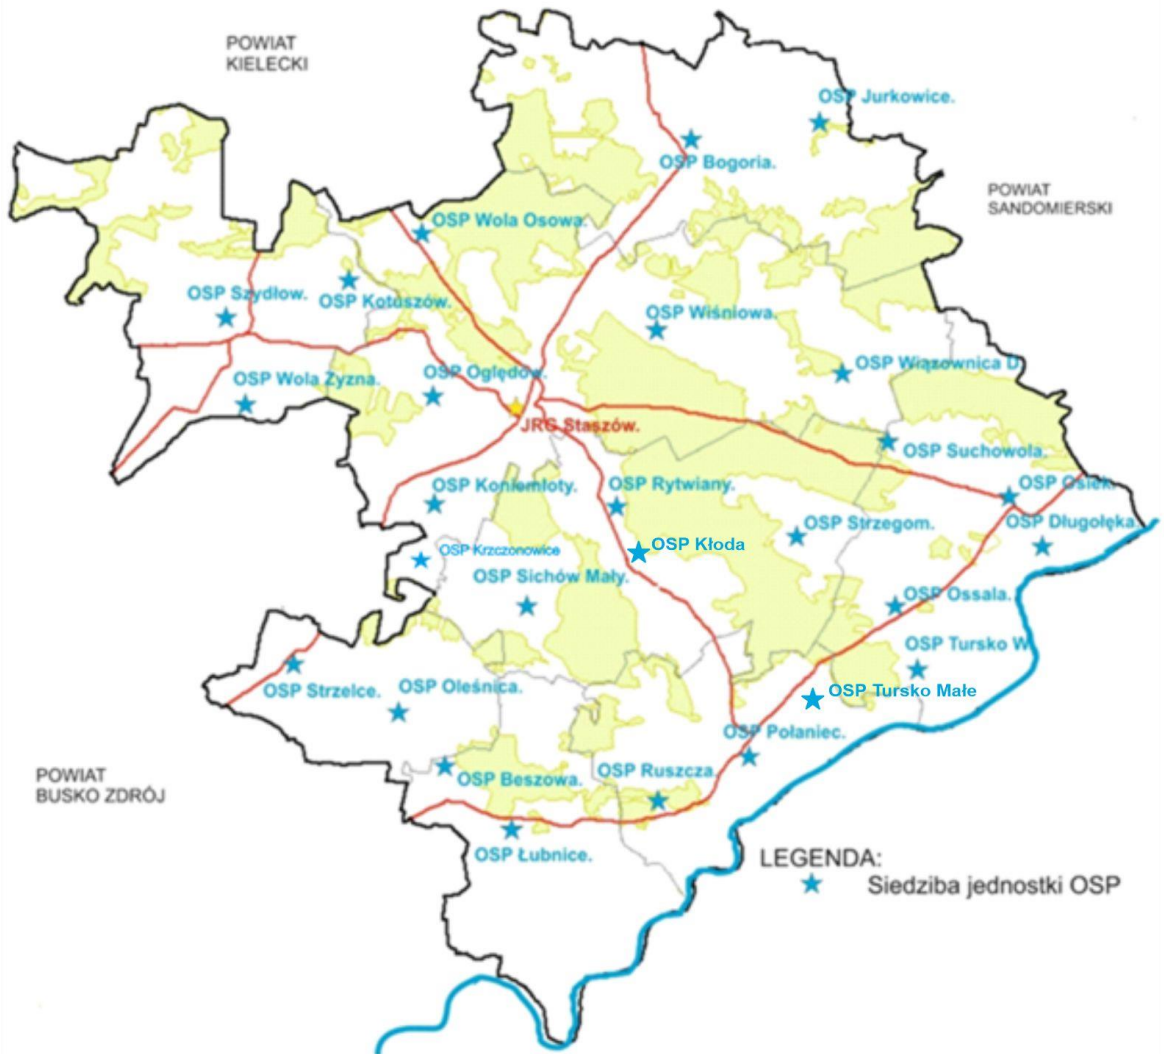 POWIAT
KIELECKI
OSP Jurkowice.
OSP Bogoria.
POWIAT
SANDOMIERSKI
OSP Wola Osowa.
OSP Szydłow.
OSP Kotuszów.
OSP Wiśniowa.
OSP Wiązownica D.
OSP Wola Żyzna.
OSP Oględów.
JRG Staszów.
OSP Suchowola.
OSP Koniemłoty.
OSP Rytwiany.
OSP Osiek.
OSP Strzegom.
OSP Długołęka.
OSP Kłoda
OSP Krzczonowice
OSP Sichów Mały.
OSP Ossala.
OSP Tursko W.
OSP Strzelce.
OSP Oleśnica.
OSP Tursko Małe
OSP Połaniec.
OSP Beszowa.
OSP Ruszcza.
POWIAT
BUSKO ZDRÓJ
OSP Łubnice.
LEGENDA:
Siedziba jednostki OSP